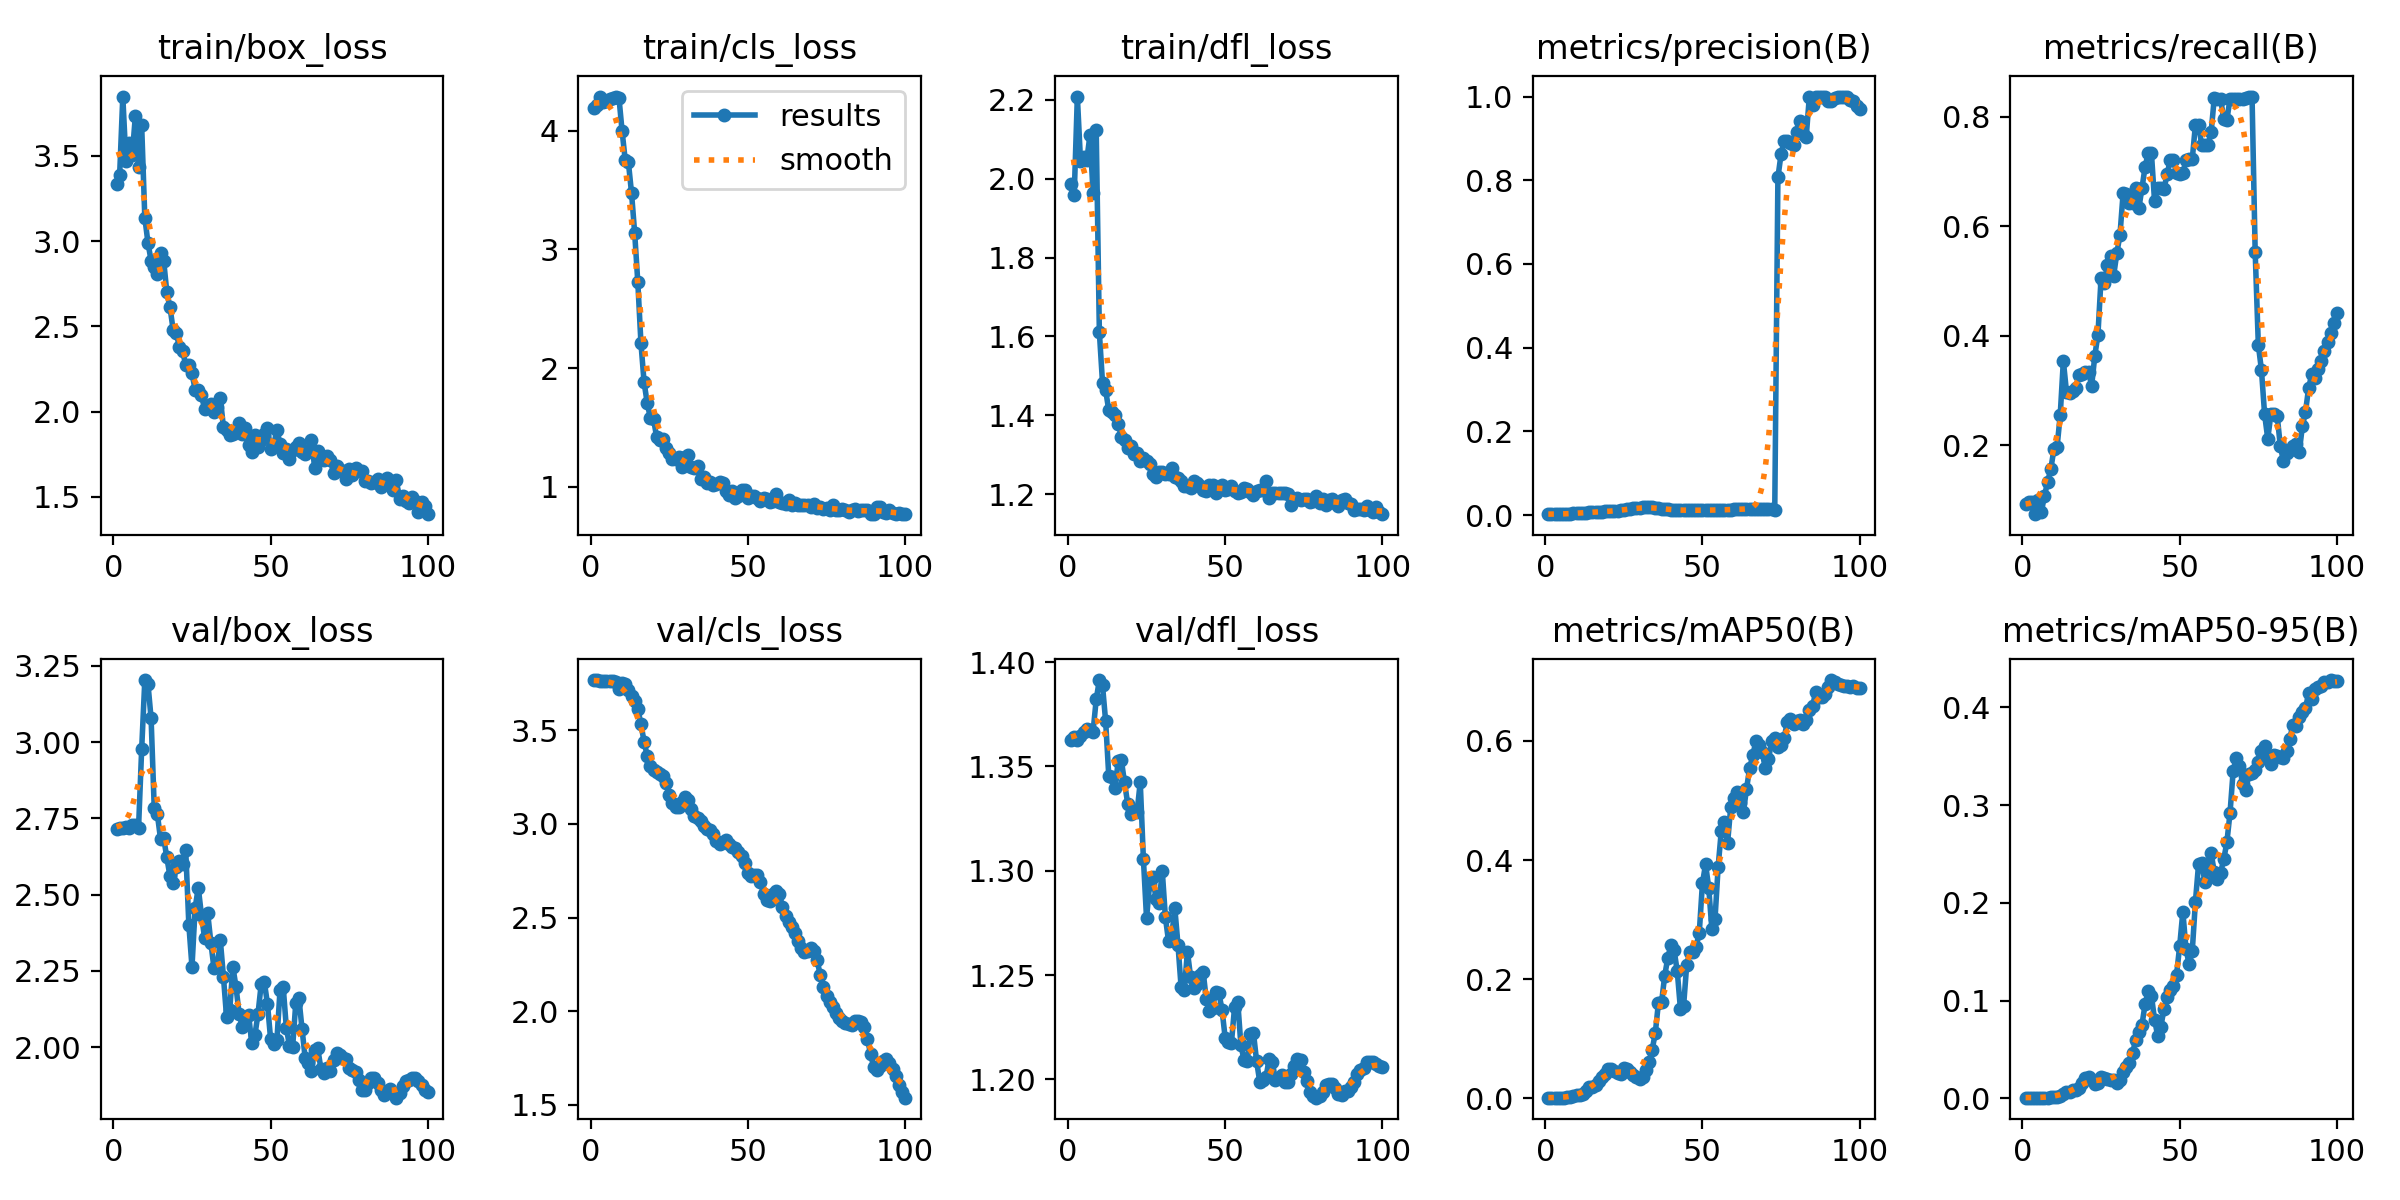 train/box_loss
3.5
3.0
2.5
2.0
1.5
0 50 100
train/cls_loss
results
smooth
4
3
2
1
0 50 100
train/dfl_loss
2.2
2.0
1.8
1.6
1.4
1.2
0 50 100
metrics/precision(B)
1.0
0.8
0.6
0.4
0.2
0.0
0 50 100
metrics/recall(B)
0.8
0.6
0.4
0.2
0 50 100
val/box_loss
3.25
3.00
2.75
2.50
2.25
2.00
0 50 100
val/cls_loss
3.5
3.0
2.5
2.0
1.5
0 50 100
val/dfl_loss
1.40
1.35
1.30
1.25
1.20
0 50 100
metrics/mAP50(B)
0.6
0.4
0.2
0.0
0 50 100
metrics/mAP50-95(B)
0.4
0.3
0.2
0.1
0.0
0 50 100